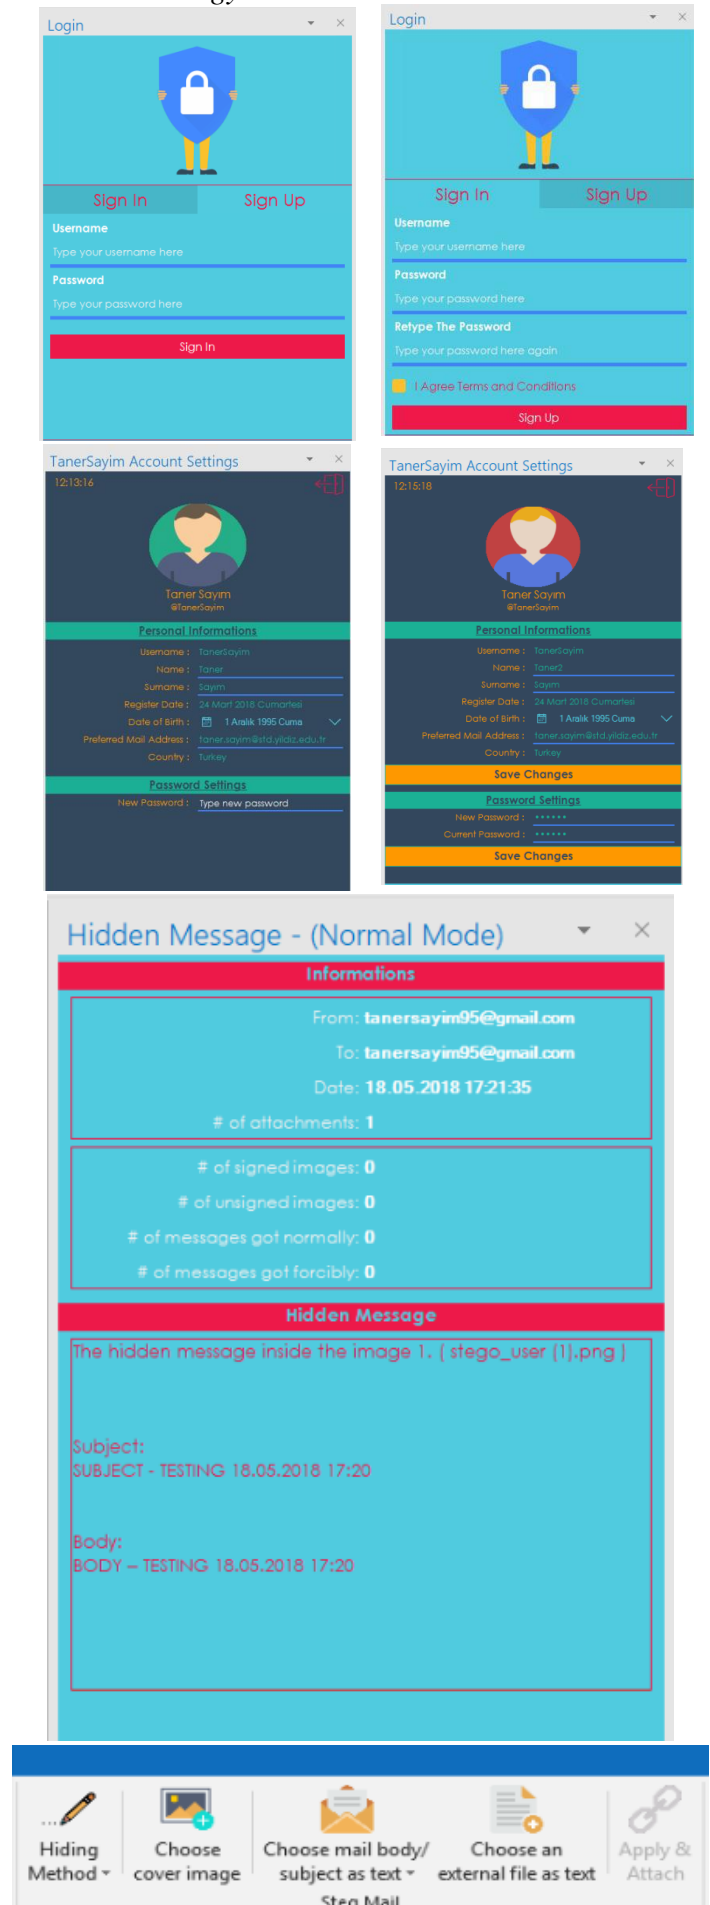 Login
Sign In Sign Up
Username
Type your username here
Password
Type your password here
Sign In
Login
Sign In Sign Up
Username
Type your username here
Password
Type your password here
Retype The Password
Type your password here again
I Agree Terms and Conditions
Sign Up
TanerSayim Account Settings
12:13:16
Taner Sayım
@TanerSayim
Personal Informations
Username : TanerSayim
Name : Taner
Surname : Sayım
Register Date : 24 Mart 2018 Cumartesi
Date of Birth : 1 Aralık 1995 Cuma
Preferred Mail Address : taner.sayim@std.yildiz.edu.tr
Country : Turkey
Password Settings
New Password : Type new password
TanerSayim Account Settings
12:15:18
Taner Sayım
@TanerSayim
Personal Informations
Username : TanerSayim
Name : Taner2
Surname : Sayım
Register Date : 24 Mart 2018 Cumartesi
Date of Birth : 1 Aralık 1995 Cuma
Preferred Mail Address : taner.sayim@std.yildiz.edu.tr
Country : Turkey
Save Changes
Password Settings
New Password : ••••••
Current Password : ••••••
Save Changes
Hidden Message - (Normal Mode)
Informations
From: tanersayim95@gmail.com
To: tanersayim95@gmail.com
Date: 18.05.2018 17:21:35
# of attachments: 1
# of signed images: 0
# of unsigned images: 0
# of messages got normally: 0
# of messages got forcibly: 0
Hidden Message
The hidden message inside the image 1. ( stego_user (1).png )
Subject:
SUBJECT - TESTING 18.05.2018 17:20
Body:
BODY – TESTING 18.05.2018 17:20
Hiding
Method
Choose
cover image
Choose mail body/
subject as text
Choose an
external file as text
Apply &
Attach
Steg Mail